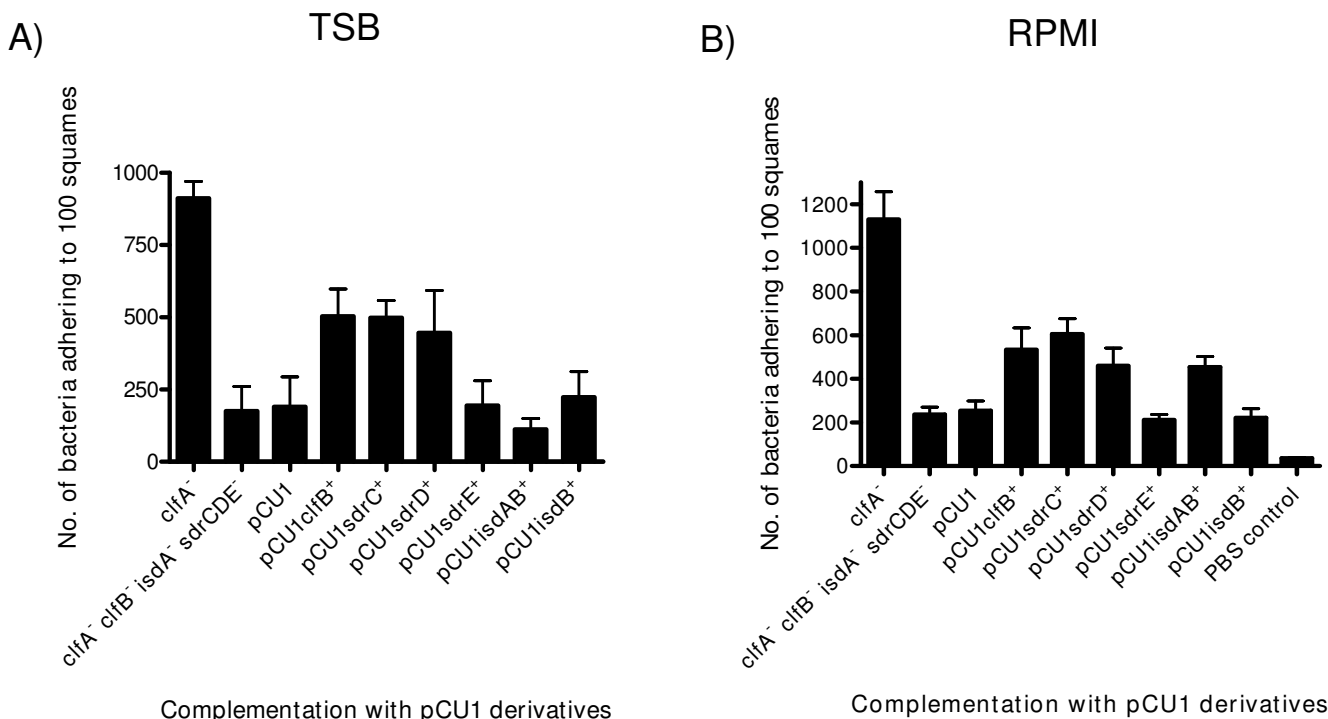 A)
TSB
No. of bacteria adhering to 100 squames
1000
750
500
250
0
clfA⁻
clfA⁻ clfB⁻ isdA⁻ sdrCDE⁻
pCU1
pCU1clfB⁺
pCU1sdrC⁺
pCU1sdrD⁺
pCU1sdrE⁺
pCU1isdAB⁺
pCU1isdB⁺
Complementation with pCU1 derivatives
B)
RPMI
No. of bacteria adhering to 100 squames
1200
1000
800
600
400
200
0
clfA⁻
clfA⁻ clfB⁻ isdA⁻ sdrCDE⁻
pCU1
pCU1clfB⁺
pCU1sdrC⁺
pCU1sdrD⁺
pCU1sdrE⁺
pCU1isdAB⁺
pCU1isdB⁺
PBS control
Complementation with pCU1 derivatives